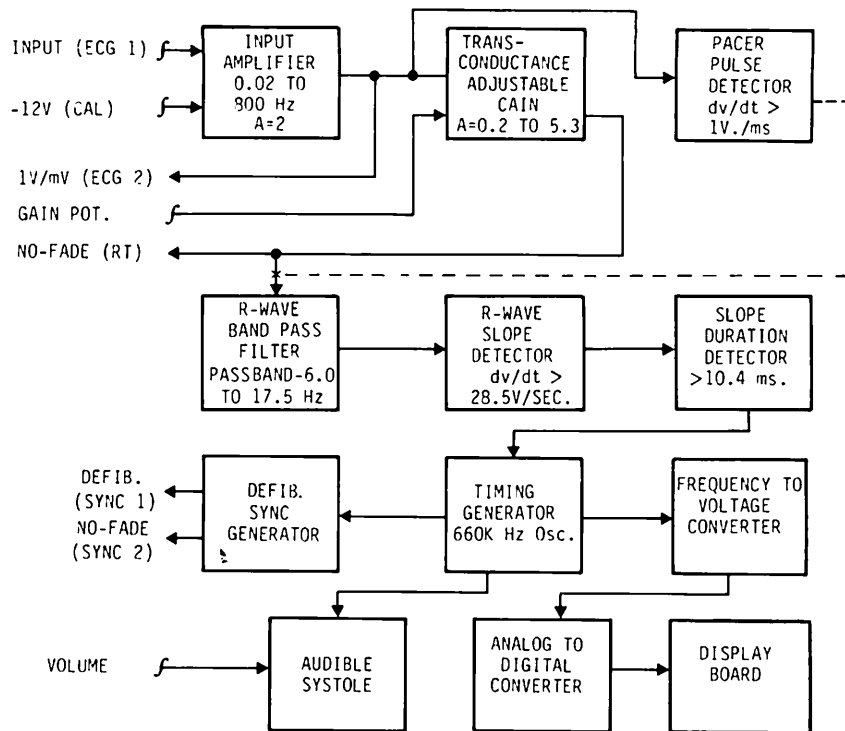 INPUT (ECG 1)
-12V (CAL)
1V/mV (ECG 2)
GAIN POT.
NO-FADE (RT)
INPUT
AMPLIFIER
0.02 TO
800 Hz
A=2
TRANS-
CONDUCTANCE
ADJUSTABLE
CAIN
A=0.2 TO 5.3
PACER
PULSE
DETECTOR
dv/dt >
1V./ms
R-WAVE
BAND PASS
FILTER
PASSBAND-6.0
TO 17.5 Hz
R-WAVE
SLOPE
DETECTOR
dv/dt >
28.5V/SEC.
SLOPE
DURATION
DETECTOR
>10.4 ms.
DEFIB.
(SYNC 1)
NO-FADE
(SYNC 2)
DEFIB.
SYNC
GENERATOR
TIMING
GENERATOR
660K Hz Osc.
FREQUENCY TO
VOLTAGE
CONVERTER
VOLUME
AUDIBLE
SYSTOLE
ANALOG TO
DIGITAL
CONVERTER
DISPLAY
BOARD